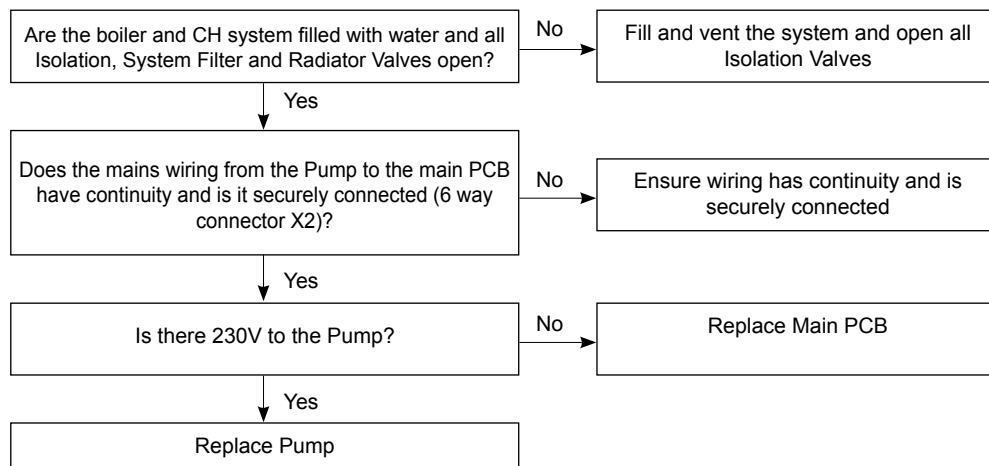 Are the boiler and CH system filled with water and all
Isolation, System Filter and Radiator Valves open?
No
Fill and vent the system and open all
Isolation Valves
Yes
Does the mains wiring from the Pump to the main PCB
have continuity and is it securely connected (6 way
connector X2)?
No
Ensure wiring has continuity and is
securely connected
Yes
Is there 230V to the Pump?
No
Replace Main PCB
Yes
Replace Pump